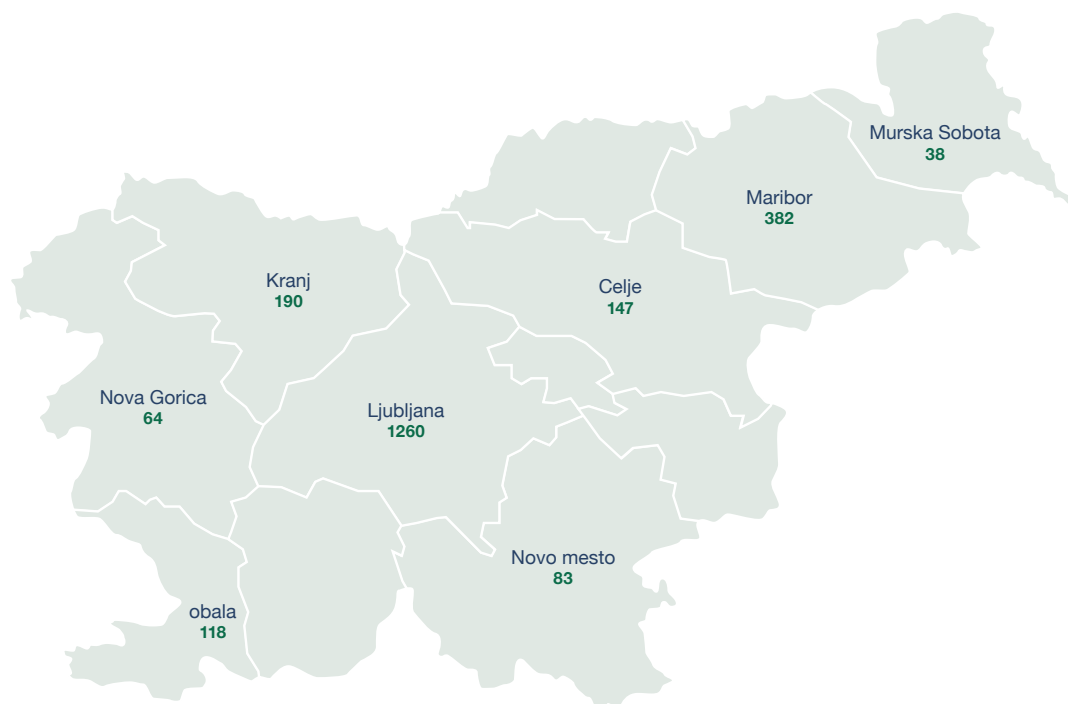 Murska Sobota
38
Maribor
382
Kranj
190
Celje
147
Nova Gorica
64
Ljubljana
1260
Novo mesto
83
obala
118